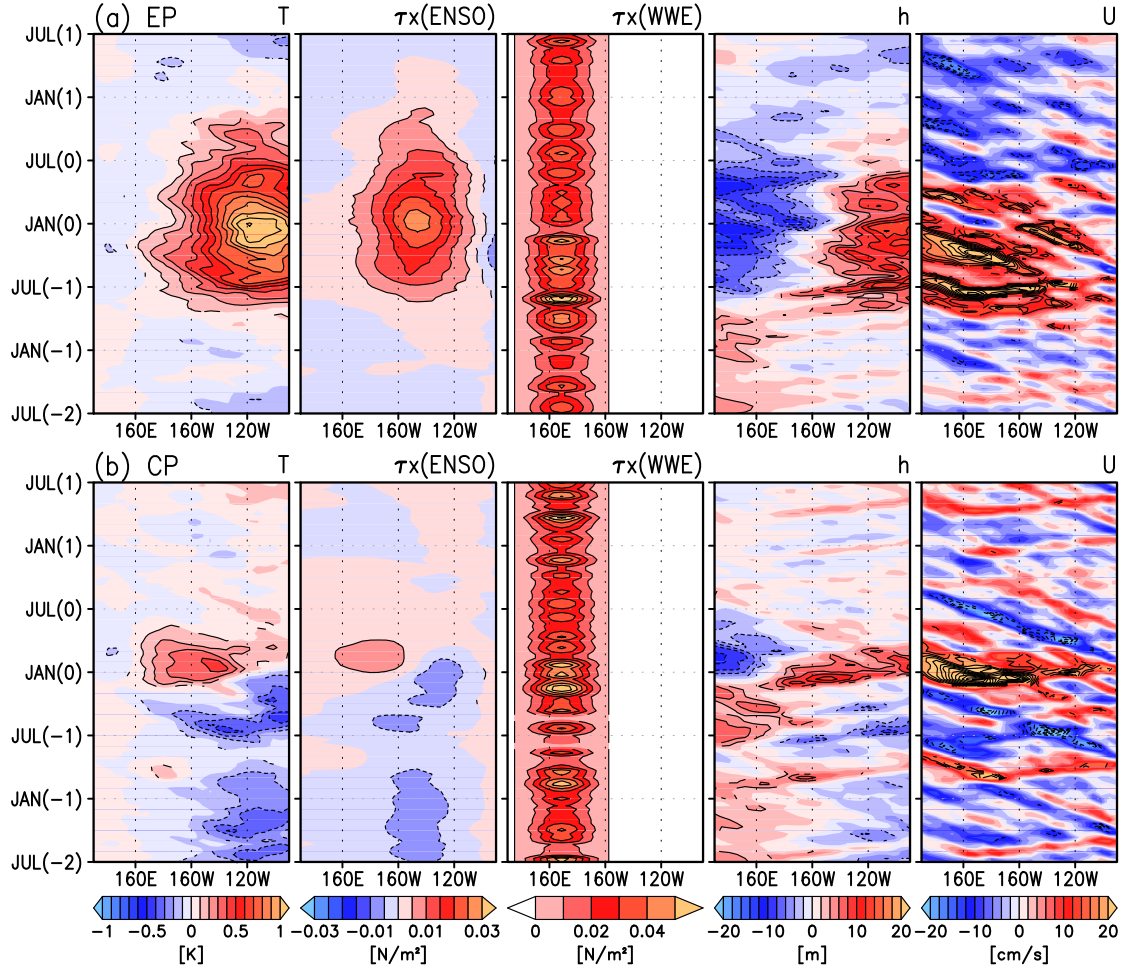 (a) EP T τx(ENSO) τx(WWE) h U
JUL(1)
JAN(1)
JUL(0)
JAN(0)
JUL(−1)
JAN(−1)
JUL(−2)
160E 160W 120W 160E 160W 120W 160E 160W 120W 160E 160W 120W 160E 160W 120W
(b) CP T τx(ENSO) τx(WWE) h U
JUL(1)
JAN(1)
JUL(0)
JAN(0)
JUL(−1)
JAN(−1)
JUL(−2)
160E 160W 120W 160E 160W 120W 160E 160W 120W 160E 160W 120W 160E 160W 120W
−1 −0.5 0 0.5 1 −0.03 −0.01 0.01 0.03 0 0.02 0.04 −20 −10 0 10 20 −20 −10 0 10 20
[K] [N/m²] [N/m²] [m] [cm/s]